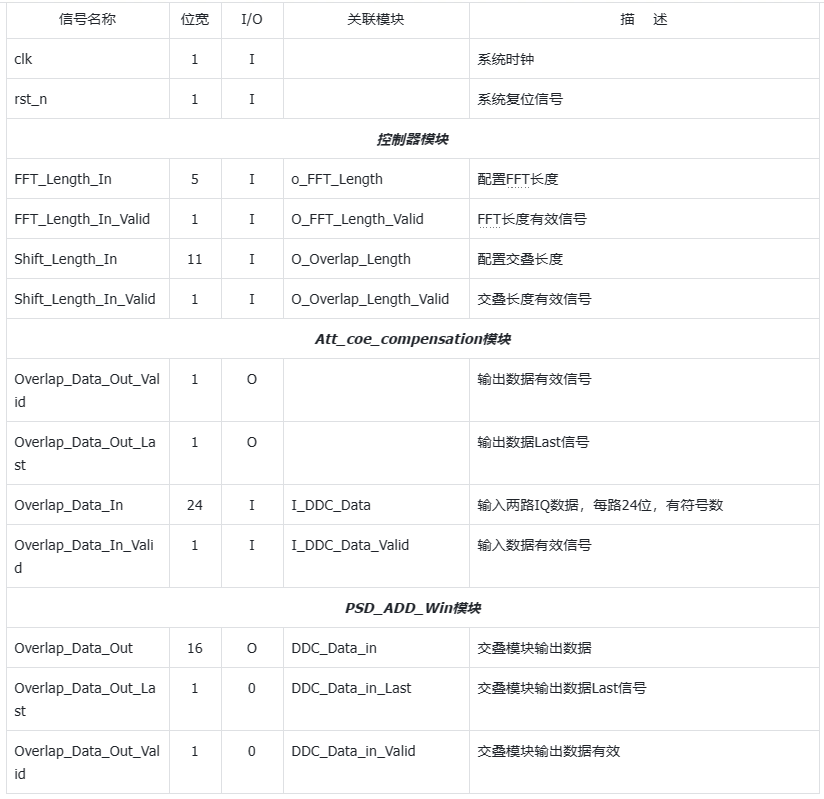 信号名称 位宽 I/O 关联模块 描 述
clk 1 I 系统时钟
rst_n 1 I 系统复位信号
控制器模块
FFT_Length_In 5 I o_FFT_Length 配置FFT长度
FFT_Length_In_Valid 1 I O_FFT_Length_Valid FFT长度有效信号
Shift_Length_In 11 I O_Overlap_Length 配置交叠长度
Shift_Length_In_Valid 1 I O_Overlap_Length_Valid 交叠长度有效信号
Att_coe_compensation模块
Overlap_Data_Out_Val 1 O 输出数据有效信号
id
Overlap_Data_Out_La 1 O 输出数据Last信号
st
Overlap_Data_In 24 I I_DDC_Data 输入两路IQ数据，每路24位，有符号数
Overlap_Data_In_Vali 1 I I_DDC_Data_Valid 输入数据有效信号
d
PSD_ADD_Win模块
Overlap_Data_Out 16 O DDC_Data_in 交叠模块输出数据
Overlap_Data_Out_La 1 0 DDC_Data_in_Last 交叠模块输出数据Last信号
st
Overlap_Data_Out_Val 1 0 DDC_Data_in_Valid 交叠模块输出数据有效
id